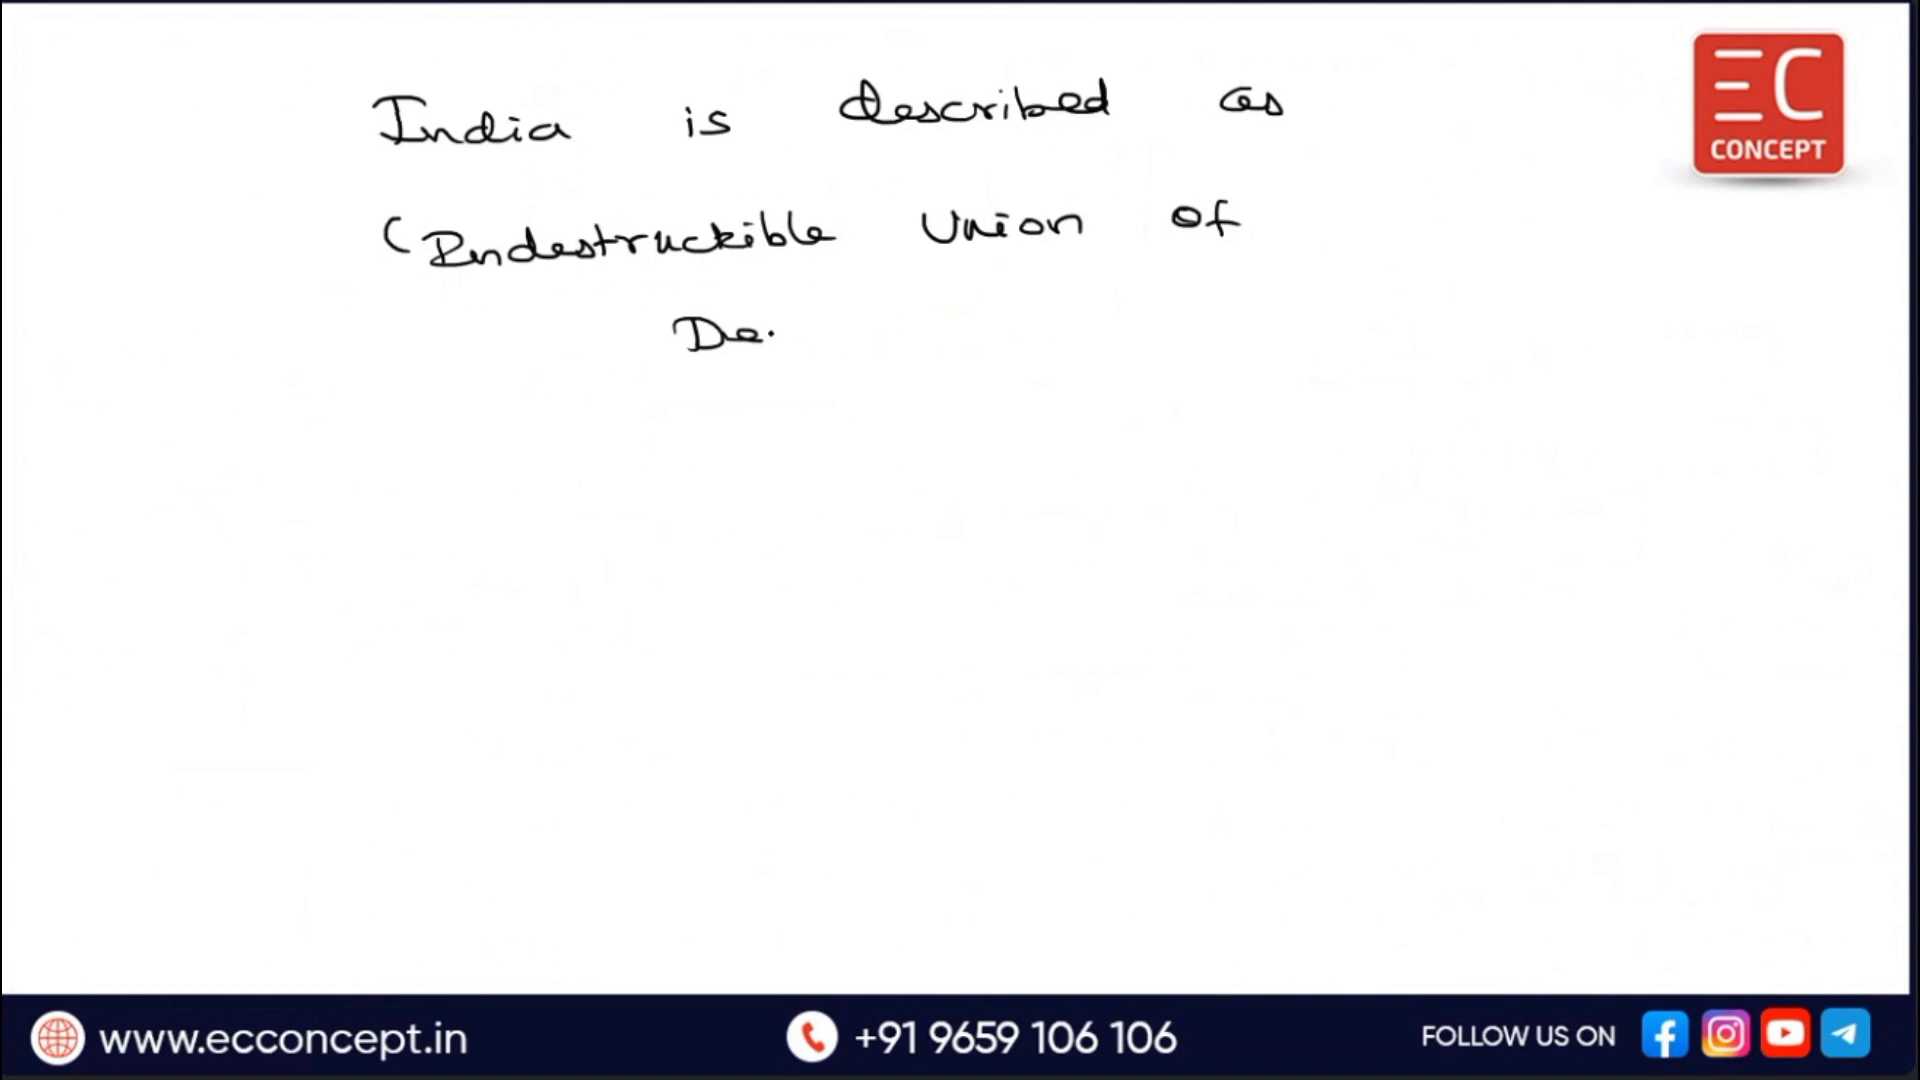 India is described as
(Indestructible Union of
De.
EC
CONCEPT
www.ecconcept.in
+91 9659 106 106
FOLLOW US ON